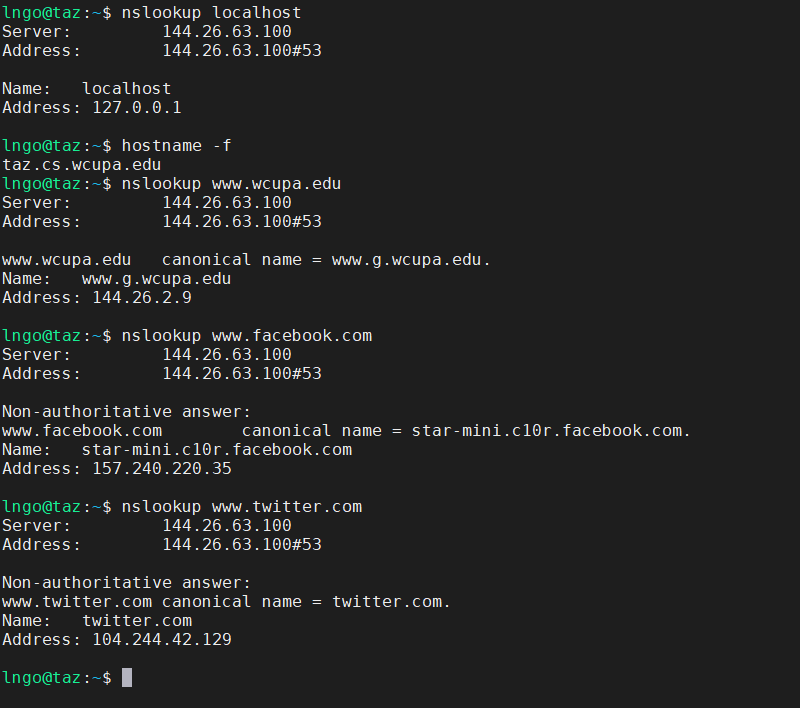 lngo@taz:~$ nslookup localhost
Server:         144.26.63.100
Address:        144.26.63.100#53

Name:   localhost
Address: 127.0.0.1

lngo@taz:~$ hostname -f
taz.cs.wcupa.edu
lngo@taz:~$ nslookup www.wcupa.edu
Server:         144.26.63.100
Address:        144.26.63.100#53

www.wcupa.edu   canonical name = www.g.wcupa.edu.
Name:   www.g.wcupa.edu
Address: 144.26.2.9

lngo@taz:~$ nslookup www.facebook.com
Server:         144.26.63.100
Address:        144.26.63.100#53

Non-authoritative answer:
www.facebook.com        canonical name = star-mini.c10r.facebook.com.
Name:   star-mini.c10r.facebook.com
Address: 157.240.220.35

lngo@taz:~$ nslookup www.twitter.com
Server:         144.26.63.100
Address:        144.26.63.100#53

Non-authoritative answer:
www.twitter.com canonical name = twitter.com.
Name:   twitter.com
Address: 104.244.42.129

lngo@taz:~$